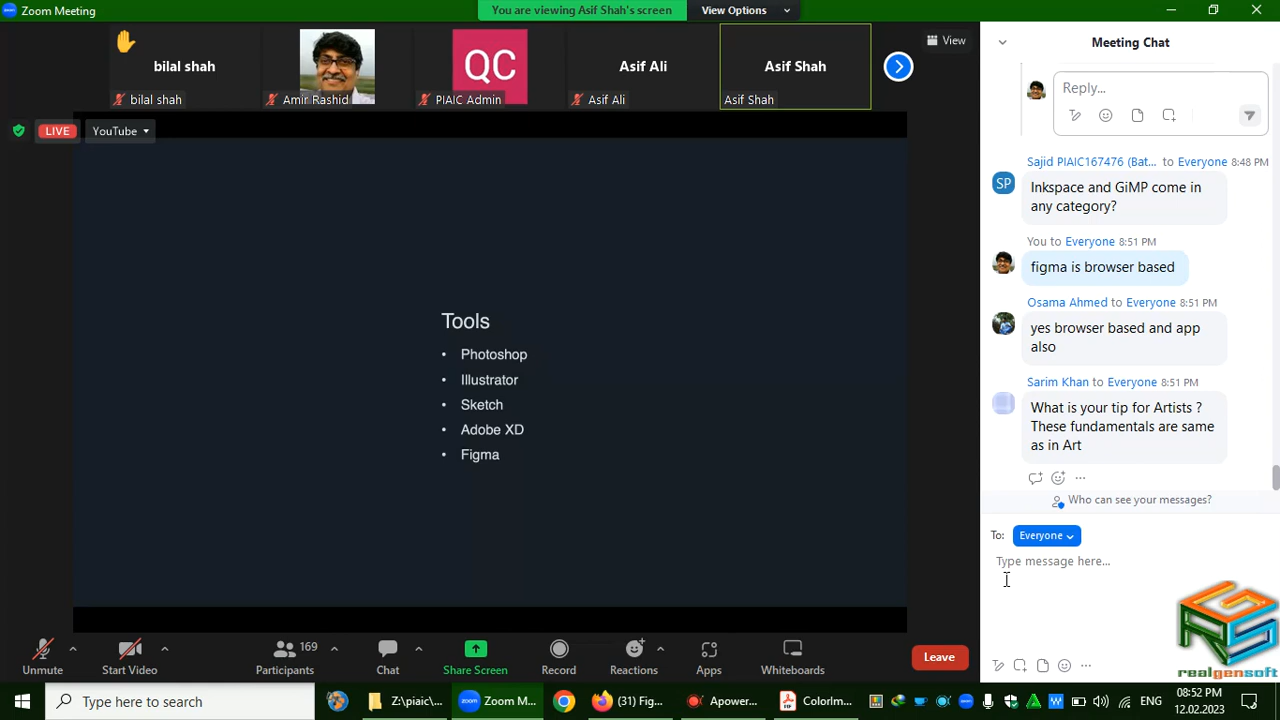 Zoom Meeting
You are viewing Asif Shah's screen
View Options
bilal shah
bilal shah
Amir Rashid
QC
PIAIC Admin
Asif Ali
Asif Ali
Asif Shah
Asif Shah
View
LIVE
YouTube
Tools
• Photoshop
• Illustrator
• Sketch
• Adobe XD
• Figma
Meeting Chat
Reply...
Sajid PIAIC167476 (Bat... to Everyone 8:48 PM
SP
Inkspace and GiMP come in
any category?
You to Everyone 8:51 PM
figma is browser based
Osama Ahmed to Everyone 8:51 PM
yes browser based and app
also
Sarim Khan to Everyone 8:51 PM
What is your tip for Artists ?
These fundamentals are same
as in Art
Who can see your messages?
To: Everyone
Type message here...
realgensoft
Unmute
Start Video
169
Participants
Chat
Share Screen
Record
Reactions
Apps
Whiteboards
Leave
Type here to search
Z:\piaic\...
Zoom M...
(31) Fig...
Apower...
ColorIm...
ENG
08:52 PM
12.02.2023